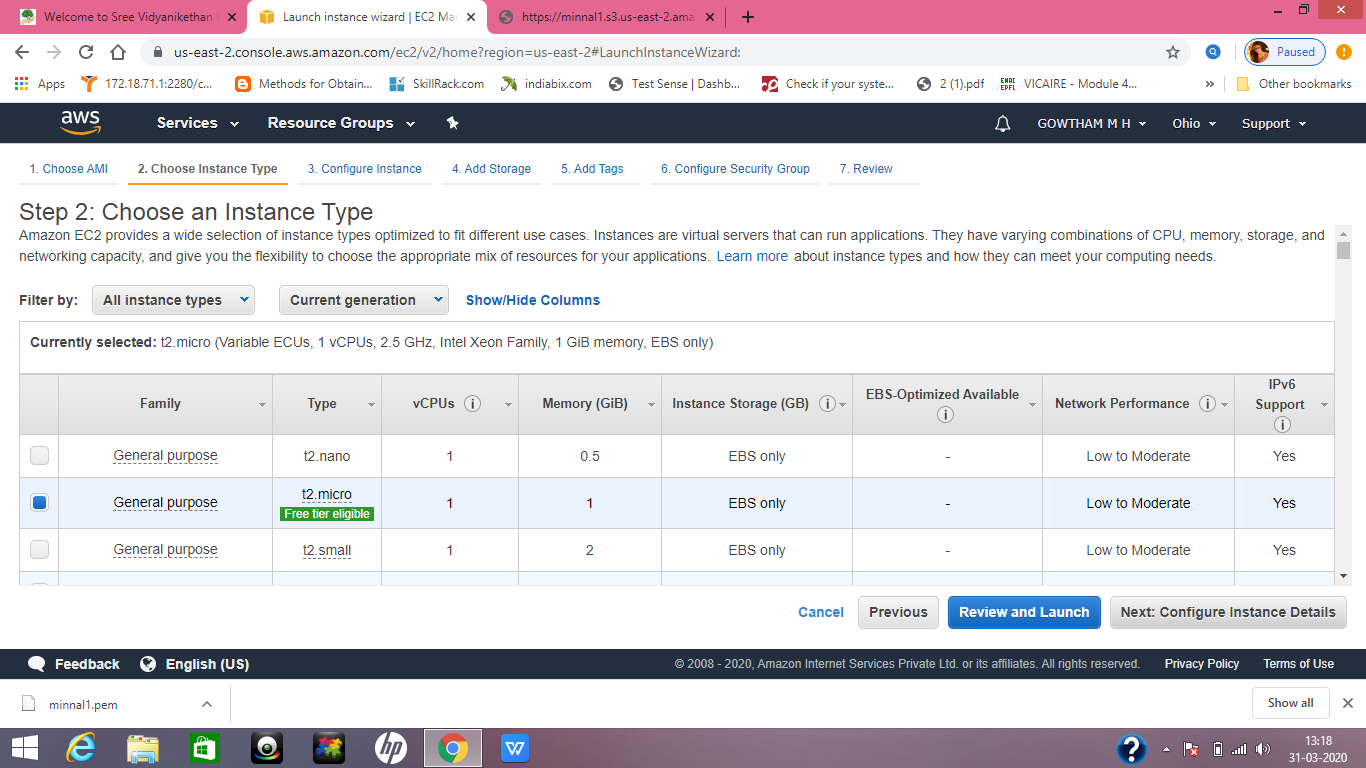 Welcome to Sree Vidyanikethan
Launch instance wizard | EC2 Ma
https://minnal1.s3.us-east-2.ama
us-east-2.console.aws.amazon.com/ec2/v2/home?region=us-east-2#LaunchInstanceWizard:
Paused
Apps
172.18.71.1:2280/c...
Methods for Obtain...
SkillRack.com
indiabix.com
Test Sense | Dashb...
Check if your syste...
2 (1).pdf
VICAIRE - Module 4...
»
Other bookmarks
aws
Services
Resource Groups
GOWTHAM M H
Ohio
Support
1. Choose AMI
2. Choose Instance Type
3. Configure Instance
4. Add Storage
5. Add Tags
6. Configure Security Group
7. Review
Step 2: Choose an Instance Type
Amazon EC2 provides a wide selection of instance types optimized to fit different use cases. Instances are virtual servers that can run applications. They have varying combinations of CPU, memory, storage, and
networking capacity, and give you the flexibility to choose the appropriate mix of resources for your applications. Learn more about instance types and how they can meet your computing needs.
Filter by: All instance types Current generation Show/Hide Columns
Currently selected: t2.micro (Variable ECUs, 1 vCPUs, 2.5 GHz, Intel Xeon Family, 1 GiB memory, EBS only)
Family Type vCPUs Memory (GiB) Instance Storage (GB) EBS-Optimized Available Network Performance IPv6 Support
General purpose t2.nano 1 0.5 EBS only - Low to Moderate Yes
General purpose t2.micro 1 1 EBS only - Low to Moderate Yes
Free tier eligible
General purpose t2.small 1 2 EBS only - Low to Moderate Yes
Cancel Previous Review and Launch Next: Configure Instance Details
Feedback English (US) © 2008 - 2020, Amazon Internet Services Private Ltd. or its affiliates. All rights reserved. Privacy Policy Terms of Use
minnal1.pem
Show all
hp
W
?
13:18
31-03-2020